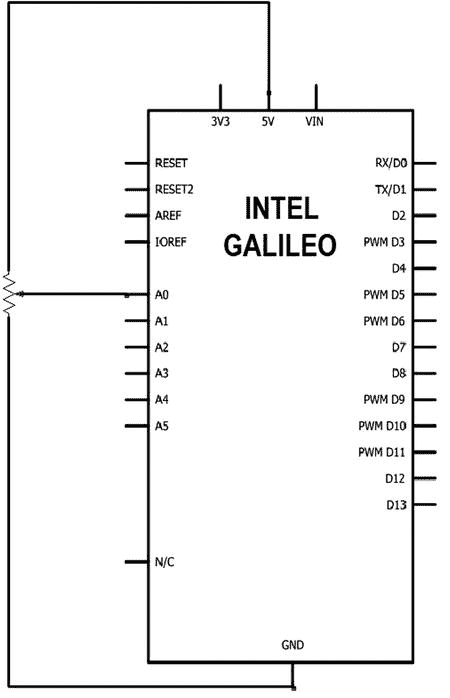 3V3 5V VIN
RESET
RESET2
AREF
IOREF
A0
A1
A2
A3
A4
A5
N/C
INTEL
GALILEO
RX/D0
TX/D1
D2
PWM D3
D4
PWM D5
PWM D6
D7
D8
PWM D9
PWM D10
PWM D11
D12
D13
GND